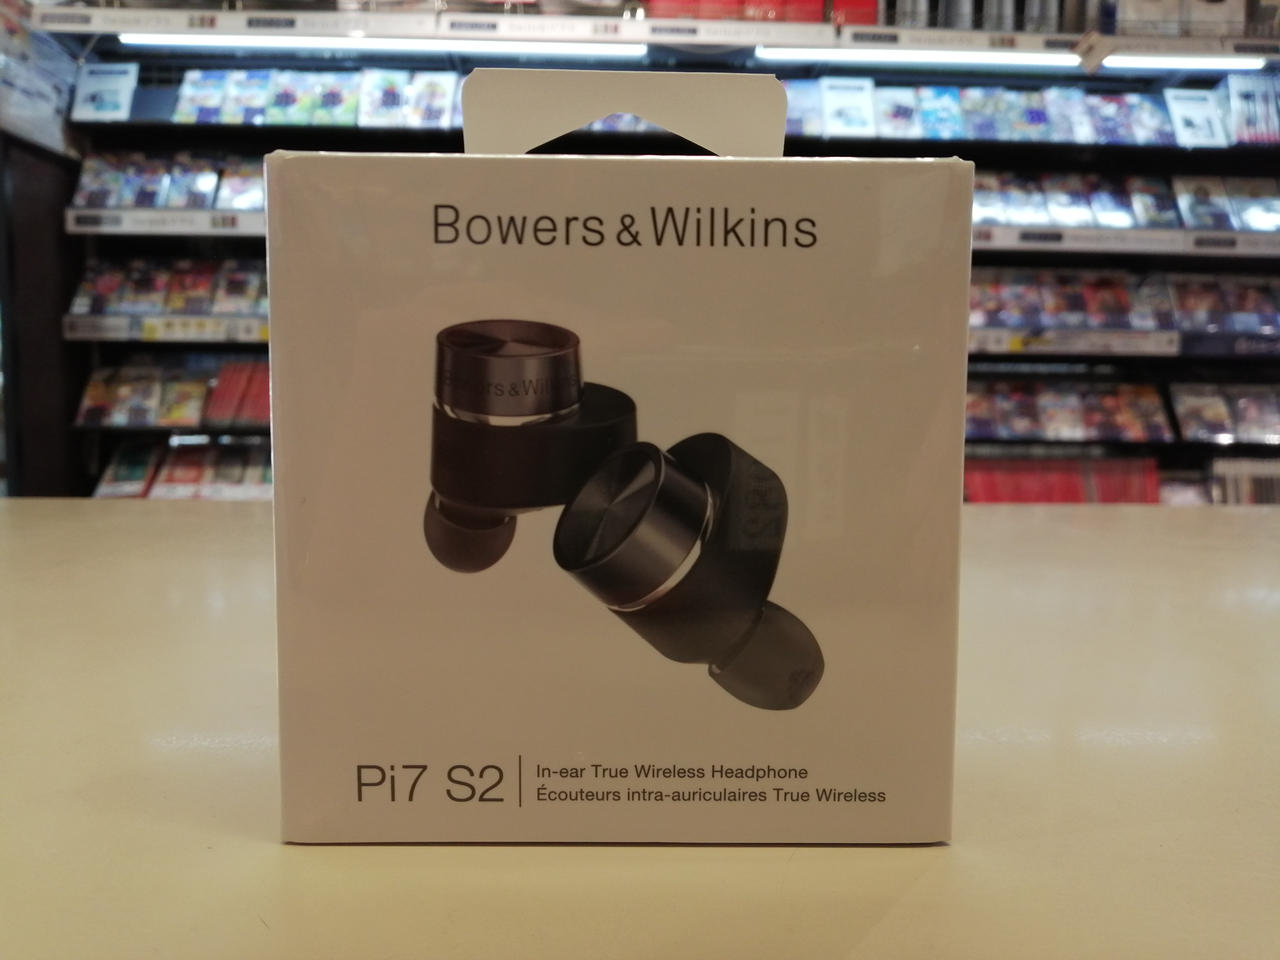 Bowers & Wilkins
Bowers & Wilkins
Pi7 S2
In-ear True Wireless Headphone
Écouteurs intra-auriculaires True Wireless